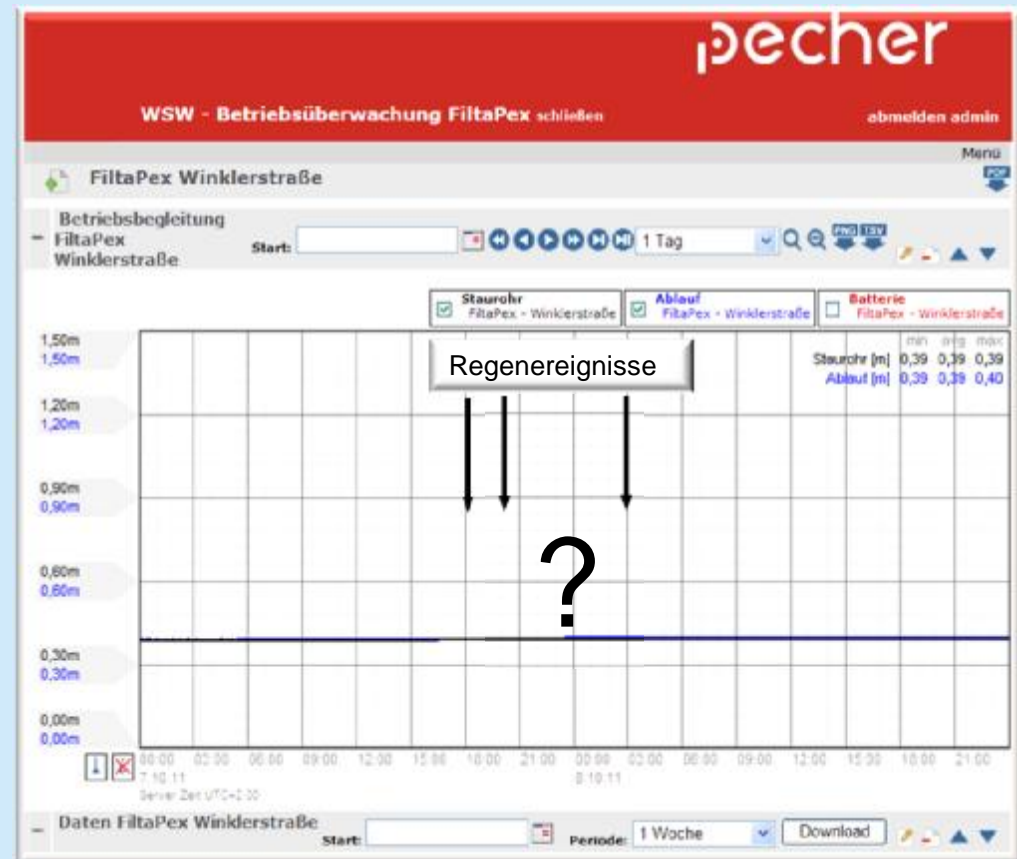 pecher
WSW - Betriebsüberwachung FiltaPex schließen abmelden admin
Menü
FiltaPex Winklerstraße PDF
Betriebsbegleitung
FiltaPex
Winklerstraße
Start: 1 Tag PNG TSV
Staurohr
FiltaPex - Winklerstraße
Ablauf
FiltaPex - Winklerstraße
Batterie
FiltaPex - Winklerstraße
min avg max
Staurohr [m] 0,39 0,39 0,39
Ablauf [m] 0,39 0,39 0,40
Regenereignisse
?
1,50m
1,50m
1,20m
1,20m
0,90m
0,90m
0,60m
0,60m
0,30m
0,30m
0,00m
0,00m
00:00 03:00 06:00 09:00 12:00 15:00 18:00 21:00 00:00 03:00 06:00 09:00 12:00 15:00 18:00 21:00
7.10.11 8.10.11
Server Zeit UTC+2:00
Daten FiltaPex Winklerstraße
Start: Periode: 1 Woche Download